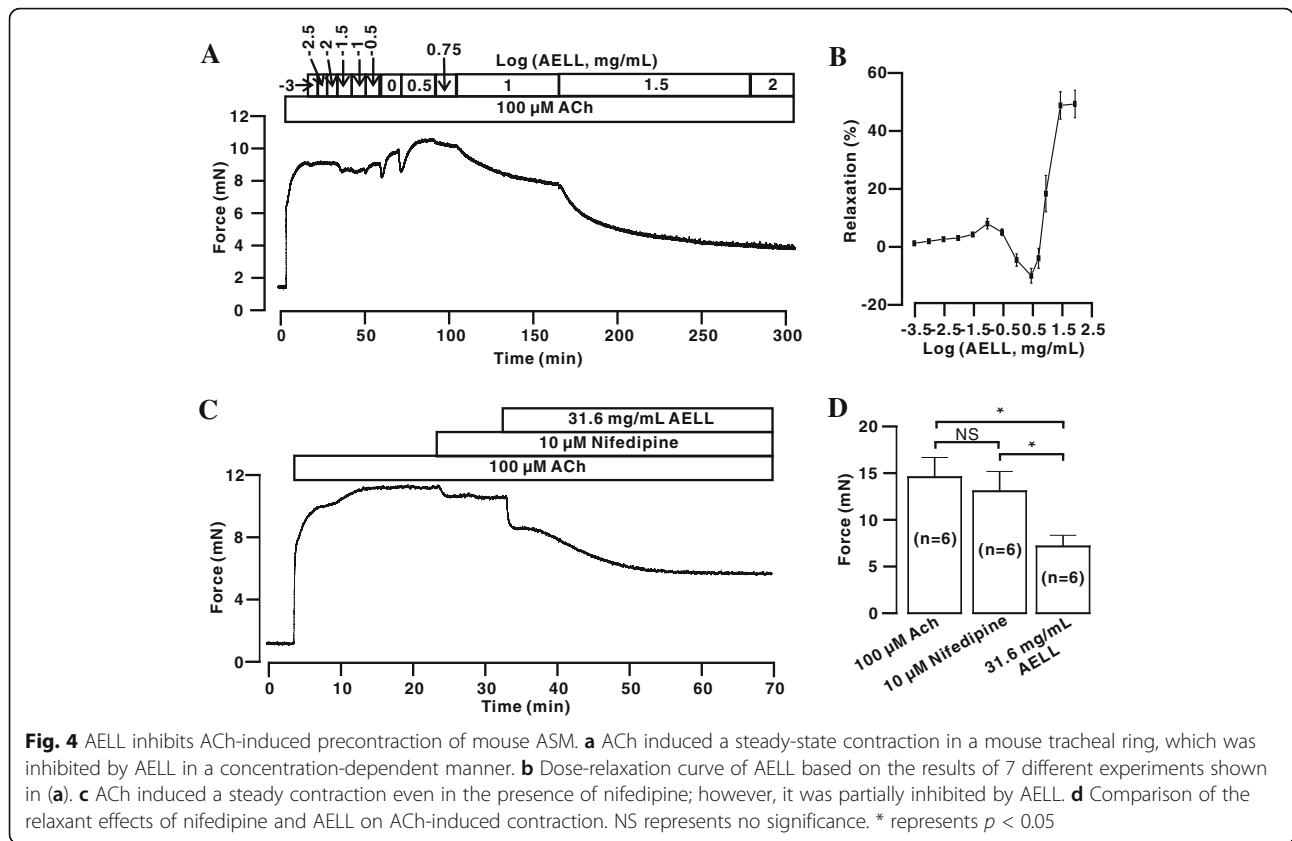 A
-2.5
-2
-1.5
-1
-0.5
0.75
Log (AELL, mg/mL)
-3
0
0.5
1
1.5
2
100 µM ACh
12
10
8
6
4
2
0
Force (mN)
0
50
100
150
200
250
300
Time (min)
B
60
40
20
0
-20
Relaxation (%)
-3.5
-2.5
-1.5
-0.5
0.5
1.5
2.5
Log (AELL, mg/mL)
C
31.6 mg/mL AELL
10 µM Nifedipine
100 µM ACh
12
8
4
0
Force (mN)
0
10
20
30
40
50
60
70
Time (min)
D
*
NS
*
20
15
10
5
0
Force (mN)
(n=6)
(n=6)
(n=6)
100 µM Ach
10 µM Nifedipine
31.6 mg/mL
AELL
Fig. 4 AELL inhibits ACh-induced precontraction of mouse ASM. a ACh induced a steady-state contraction in a mouse tracheal ring, which was
inhibited by AELL in a concentration-dependent manner. b Dose-relaxation curve of AELL based on the results of 7 different experiments shown
in (a). c ACh induced a steady contraction even in the presence of nifedipine; however, it was partially inhibited by AELL. d Comparison of the
relaxant effects of nifedipine and AELL on ACh-induced contraction. NS represents no significance. * represents p < 0.05